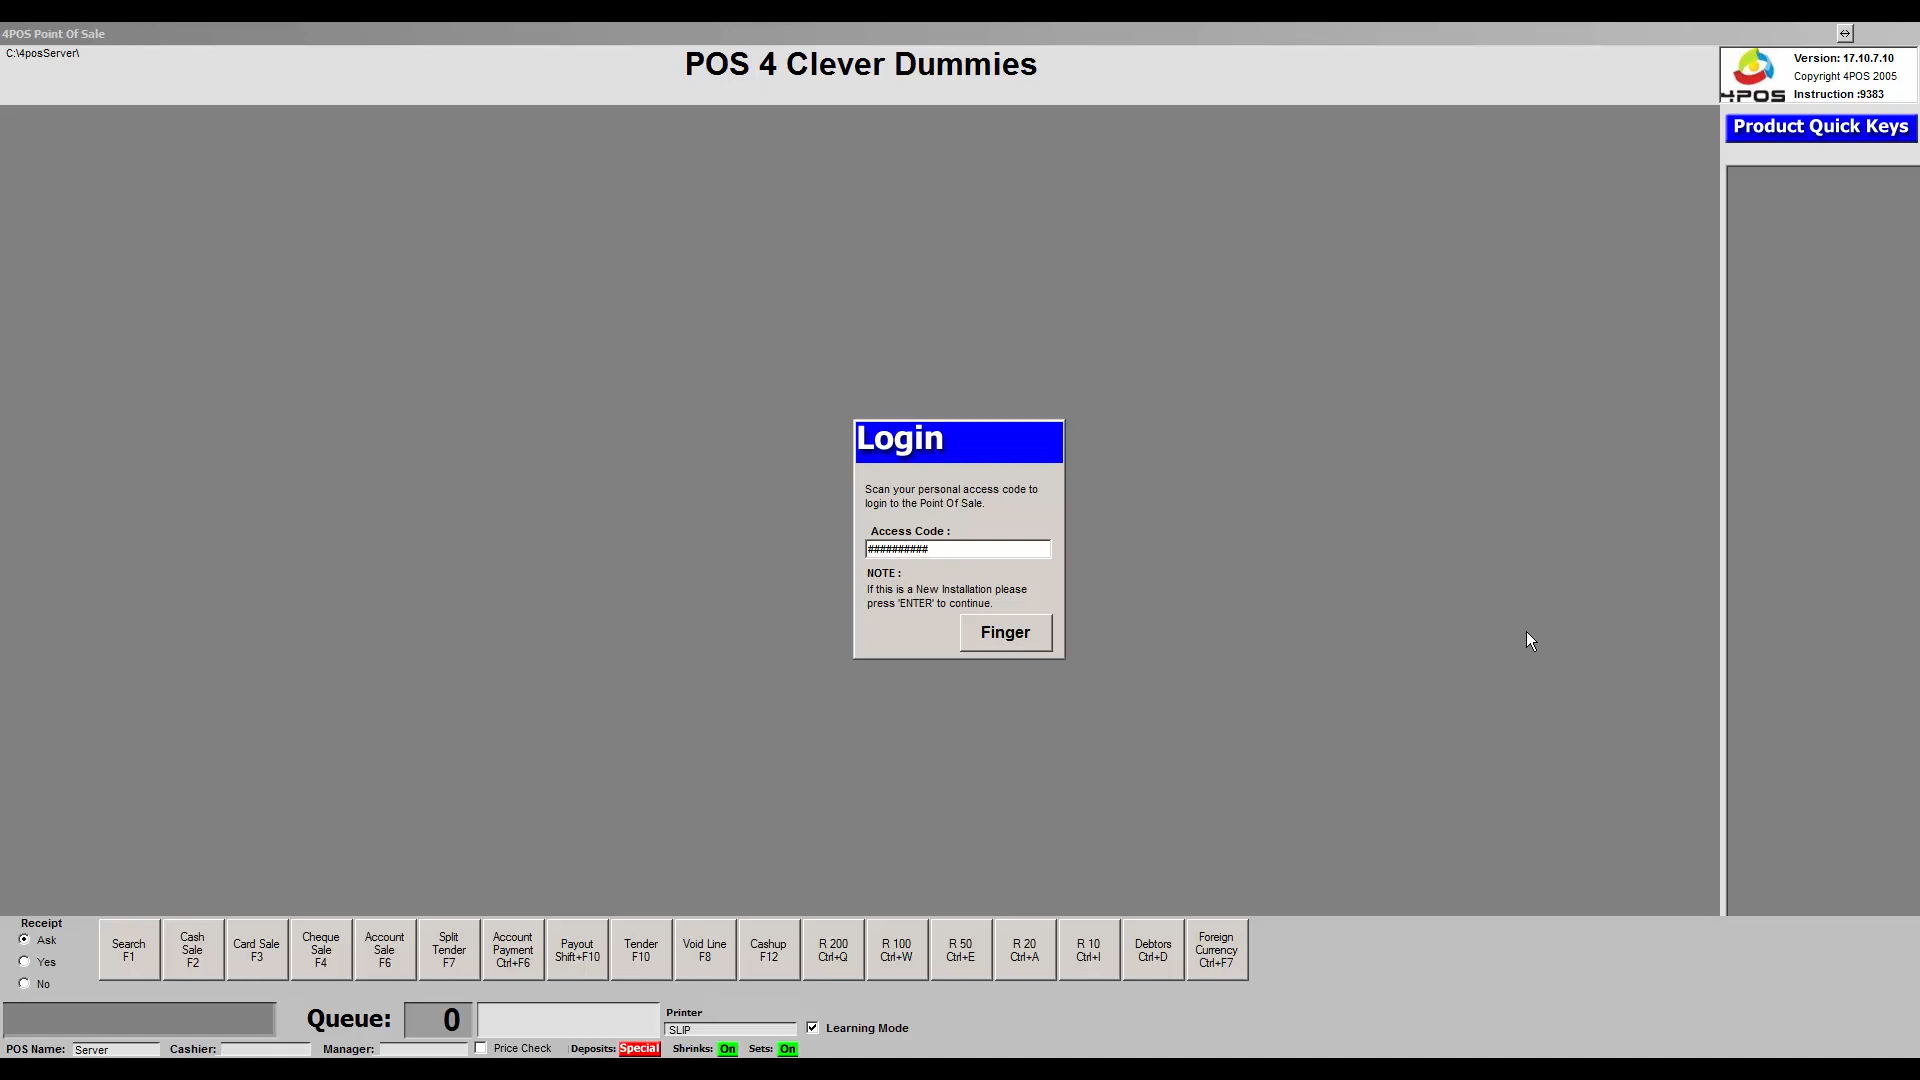 4POS Point Of Sale
C:\4posServer\
POS 4 Clever Dummies
4POS
Version: 17.10.7.10
Copyright 4POS 2005
Instruction :9383
Product Quick Keys
Login
Scan your personal access code to
login to the Point Of Sale.
Access Code :
##########
NOTE :
If this is a New Installation please
press 'ENTER' to continue.
Finger
Receipt
Ask
Yes
No
Search
F1
Cash
Sale
F2
Card Sale
F3
Cheque
Sale
F4
Account
Sale
F6
Split
Tender
F7
Account
Payment
Ctrl+F6
Payout
Shift+F10
Tender
F10
Void Line
F8
Cashup
F12
R 200
Ctrl+Q
R 100
Ctrl+W
R 50
Ctrl+E
R 20
Ctrl+A
R 10
Ctrl+I
Debtors
Ctrl+D
Foreign
Currency
Ctrl+F7
Queue: 0
Printer
SLIP
Learning Mode
POS Name: Server Cashier: Manager: Price Check Deposits: Special Shrinks: On Sets: On